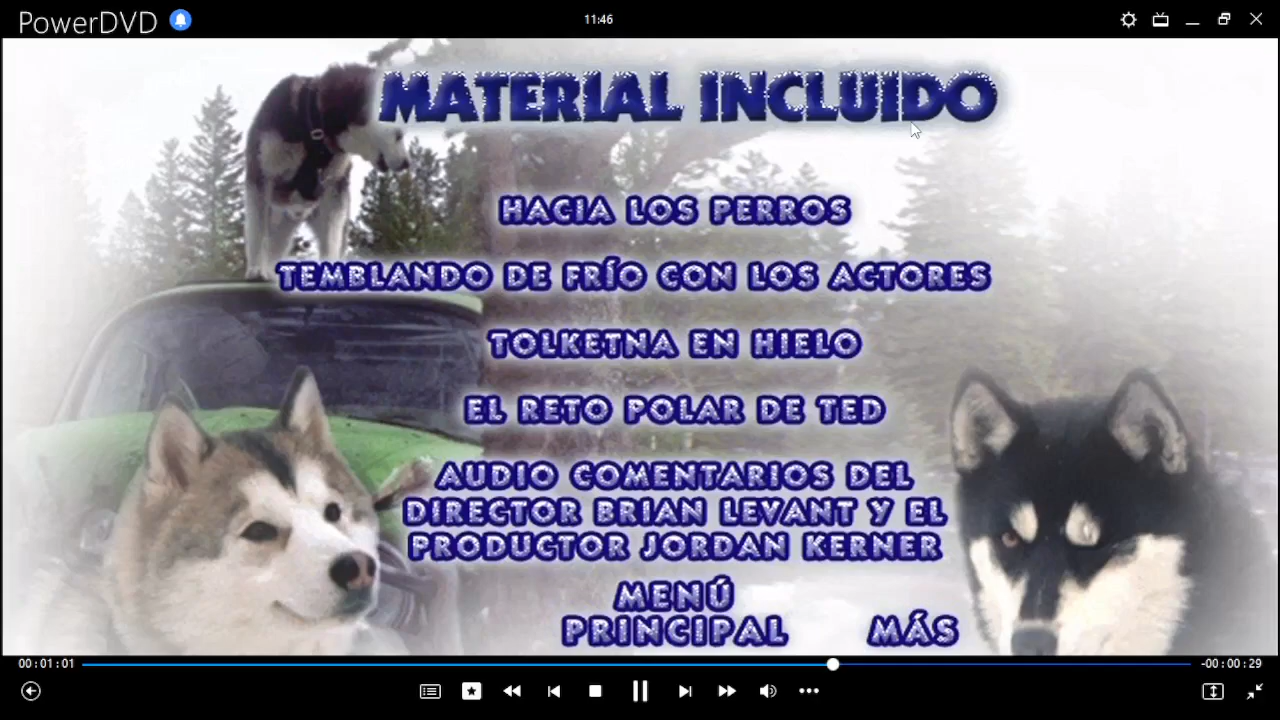 PowerDVD
11:46
MATERIAL INCLUIDO
HACIA LOS PERROS
TEMBLANDO DE FRÍO CON LOS ACTORES
TOLKETNA EN HIELO
EL RETO POLAR DE TED
AUDIO COMENTARIOS DEL
DIRECTOR BRIAN LEVANT Y EL
PRODUCTOR JORDAN KERNER
MENÚ
PRINCIPAL MÁS
00:01:01
-00:00:29